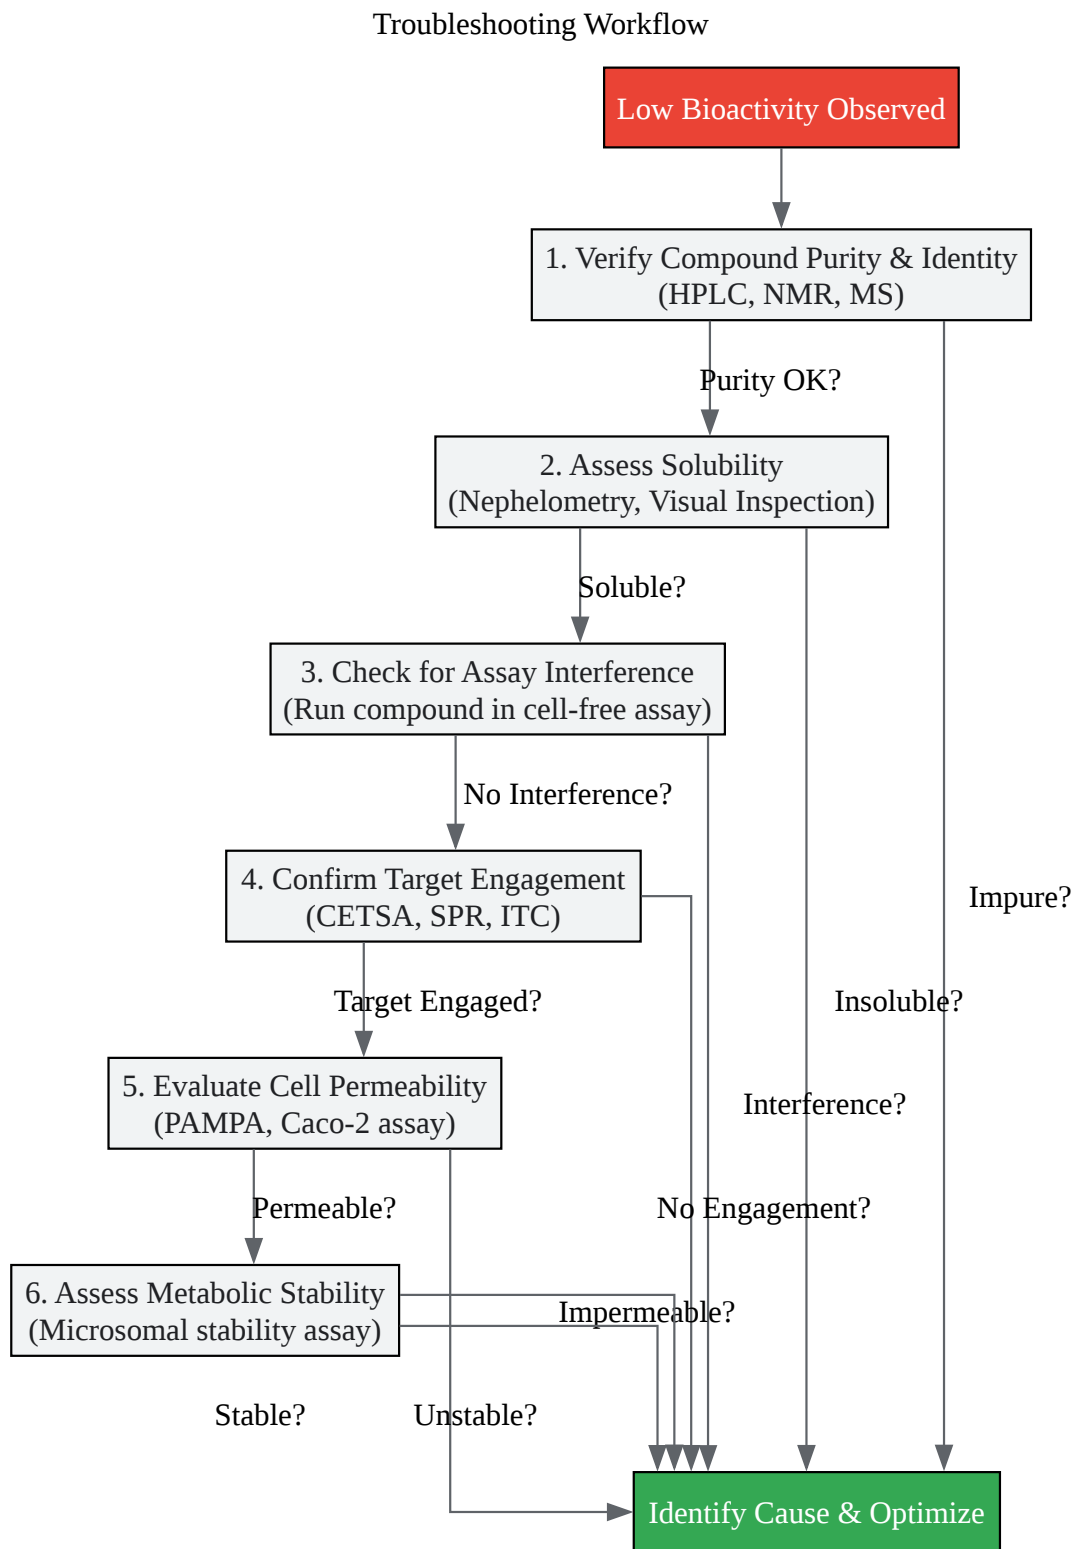 Troubleshooting Workflow
Low Bioactivity Observed
1. Verify Compound Purity & Identity
(HPLC, NMR, MS)
Purity OK?
2. Assess Solubility
(Nephelometry, Visual Inspection)
Soluble?
3. Check for Assay Interference
(Run compound in cell-free assay)
No Interference?
4. Confirm Target Engagement
(CETSA, SPR, ITC)
Impure?
Target Engaged?
Insoluble?
5. Evaluate Cell Permeability
(PAMPA, Caco-2 assay)
Interference?
Permeable?
No Engagement?
6. Assess Metabolic Stability
(Microsomal stability assay)
Impermeable?
Stable?
Unstable?
Identify Cause & Optimize